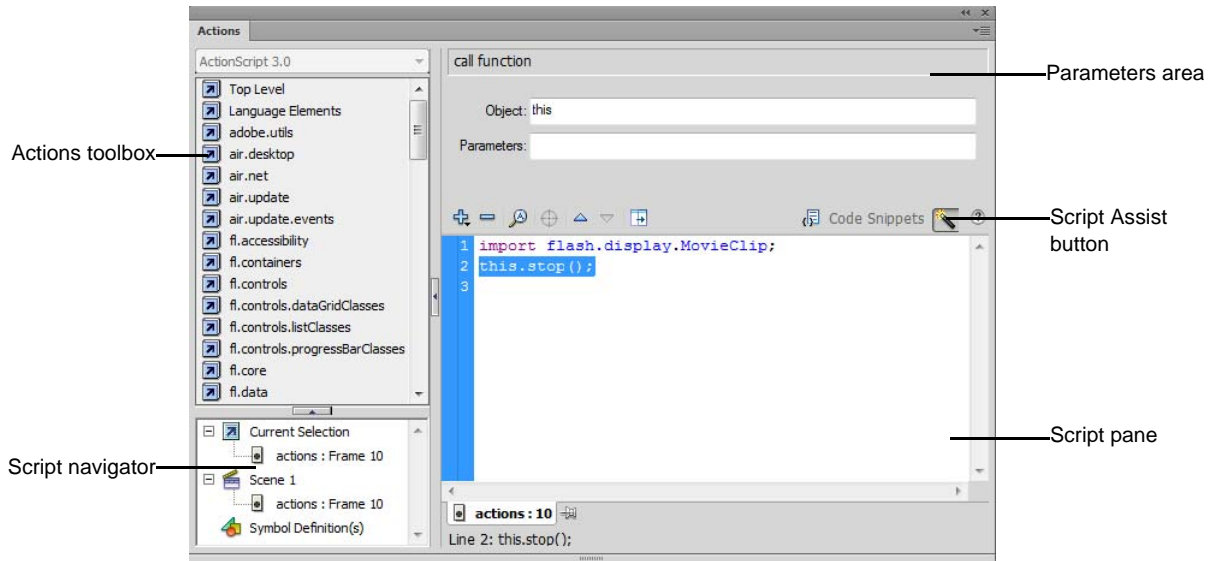 Actions
ActionScript 3.0
Top Level
Language Elements
adobe.utils
air.desktop
air.net
air.update
air.update.events
fl.accessibility
fl.containers
fl.controls
fl.controls.dataGridClasses
fl.controls.listClasses
fl.controls.progressBarClasses
fl.core
fl.data
Current Selection
actions : Frame 10
Scene 1
actions : Frame 10
Symbol Definition(s)
call function
Object: this
Parameters:
Code Snippets
1 import flash.display.MovieClip;
2 this.stop();
3
actions : 10
Line 2: this.stop();
Actions toolbox
Script navigator
Parameters area
Script Assist
button
Script pane